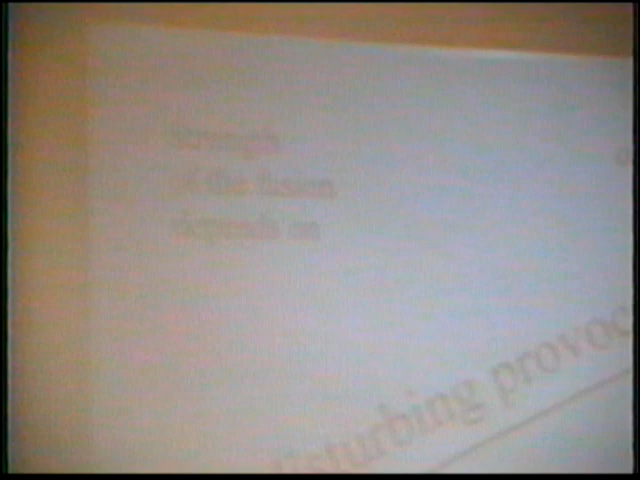 strength
of the fusion
depends on
disturbing provoc